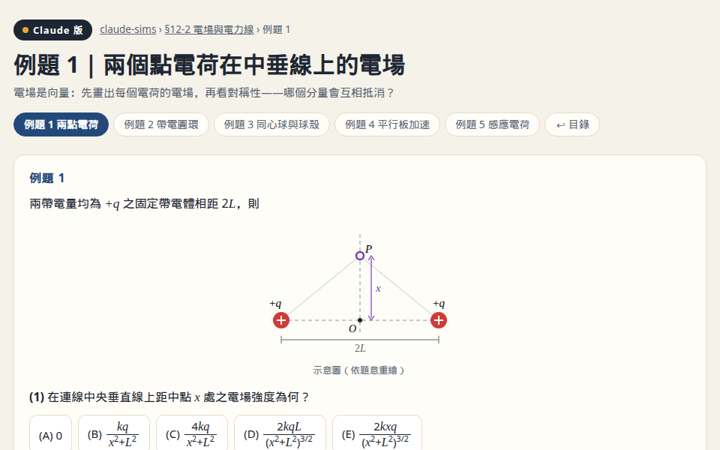 Claude 版 claude-sims › §12-2 電場與電力線 › 例題 1
例題 1｜兩個點電荷在中垂線上的電場
電場是向量：先畫出每個電荷的電場，再看對稱性——哪個分量會互相抵消？
例題 1 兩點電荷 例題 2 帶電圓環 例題 3 同心球與球殼 例題 4 平行板加速 例題 5 感應電荷 ↩ 目錄
例題 1
兩帶電量均為 +q 之固定帶電體相距 2L，則
P
x
+q +q
O
2L
示意圖（依題意重繪）
(1) 在連線中央垂直線上距中點 x 處之電場強度為何？
(A) 0 (B) kq/(x²+L²) (C) 4kq/(x²+L²) (D) 2kqL/(x²+L²)^3/2 (E) 2kxq/(x²+L²)^3/2